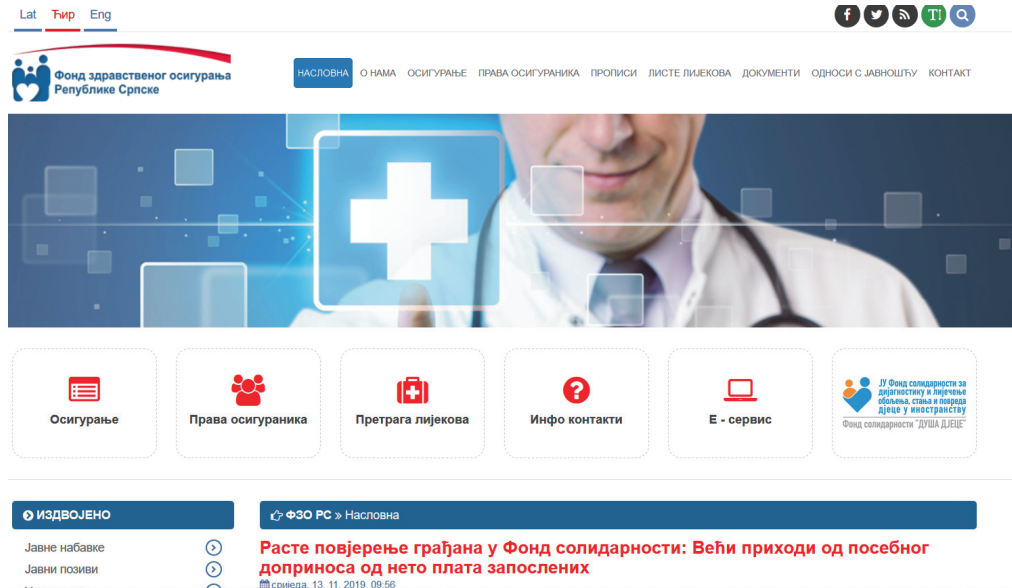 Lat Ћир Eng
Фонд здравственог осигурања
Републике Српске
НАСЛОВНА О НАМА ОСИГУРАЊЕ ПРАВА ОСИГУРАНИКА ПРОПИСИ ЛИСТЕ ЛИЈЕКОВА ДОКУМЕНТИ ОДНОСИ С ЈАВНОШЋУ КОНТАКТ
Осигурање
Права осигураника
Претрага лијекова
Инфо контакти
Е - сервис
ЈУ Фонд солидарности за
дијагностику и лијечење
обољења, стања и повреда
дјеце у иностранству
Фонд солидарности "ДУША ДЈЕЦЕ"
ИЗДВОЈЕНО
Јавне набавке
Јавни позиви
ФЗО РС » Насловна
Расте повјерење грађана у Фонд солидарности: Већи приходи од посебног
доприноса од нето плата запослених
сриједа, 13. 11. 2019, 09:56